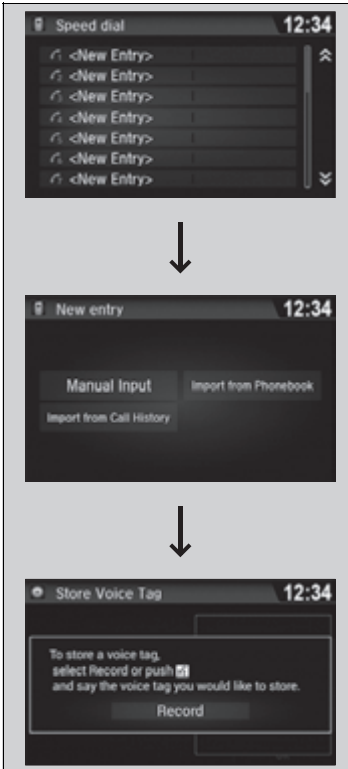 Speed dial 12:34
<New Entry>
<New Entry>
<New Entry>
<New Entry>
<New Entry>
<New Entry>
<New Entry>
New entry 12:34
Manual Input Import from Phonebook
Import from Call History
Store Voice Tag 12:34
To store a voice tag,
select Record or push
and say the voice tag you would like to store.
Record